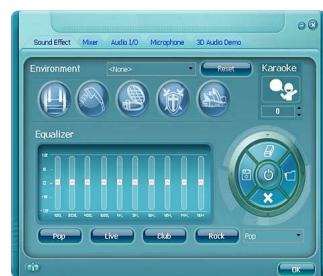 Sound Effect Mixer Audio I/O Microphone 3D Audio Demo
Environment <None> Reset Karaoke
0
Equalizer
Pop Live Club Rock Pop
OK